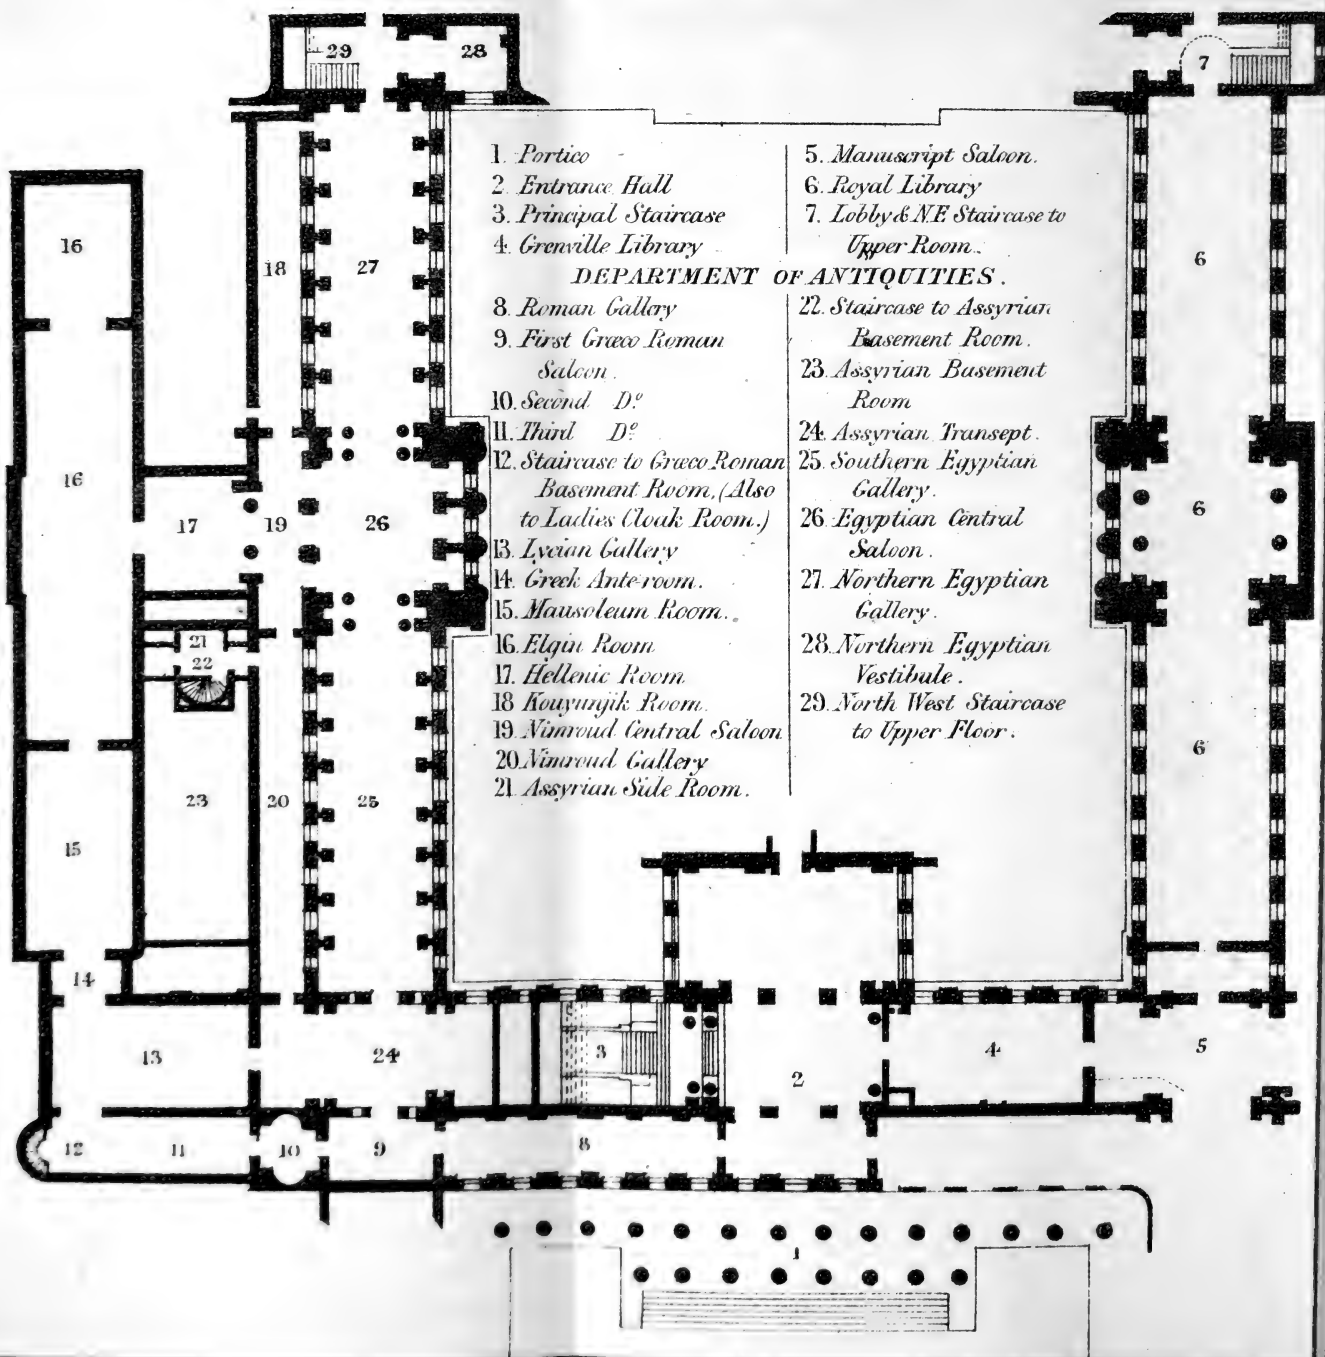 29
28
7
1. Portico
2. Entrance Hall
3. Principal Staircase
4. Grenville Library
5. Manuscript Saloon.
6. Royal Library
7. Lobby & N.E. Staircase to
Upper Room.
DEPARTMENT OF ANTIQUITIES.
8. Roman Gallery
9. First Græco Roman
Saloon.
10. Second Dº
11. Third Dº
12. Staircase to Græco Roman
Basement Room, (Also
to Ladies Cloak Room.)
13. Lycian Gallery
14. Greek Ante room.
15. Mausoleum Room.
16. Elgin Room
17. Hellenic Room
18 Kouyunjik Room.
19. Nimroud Central Saloon
20. Nimroud Gallery
21. Assyrian Side Room.
22. Staircase to Assyrian
Basement Room.
23. Assyrian Basement
Room
24. Assyrian Transept.
25. Southern Egyptian
Gallery.
26. Egyptian Central
Saloon.
27. Northern Egyptian
Gallery.
28. Northern Egyptian
Vestibule.
29. North West Staircase
to Upper Floor.
16
18
27
6
16
17
19
26
6
21
22
6
23
20
25
15
14
13
24
3
2
4
5
12
11
10
9
8
1